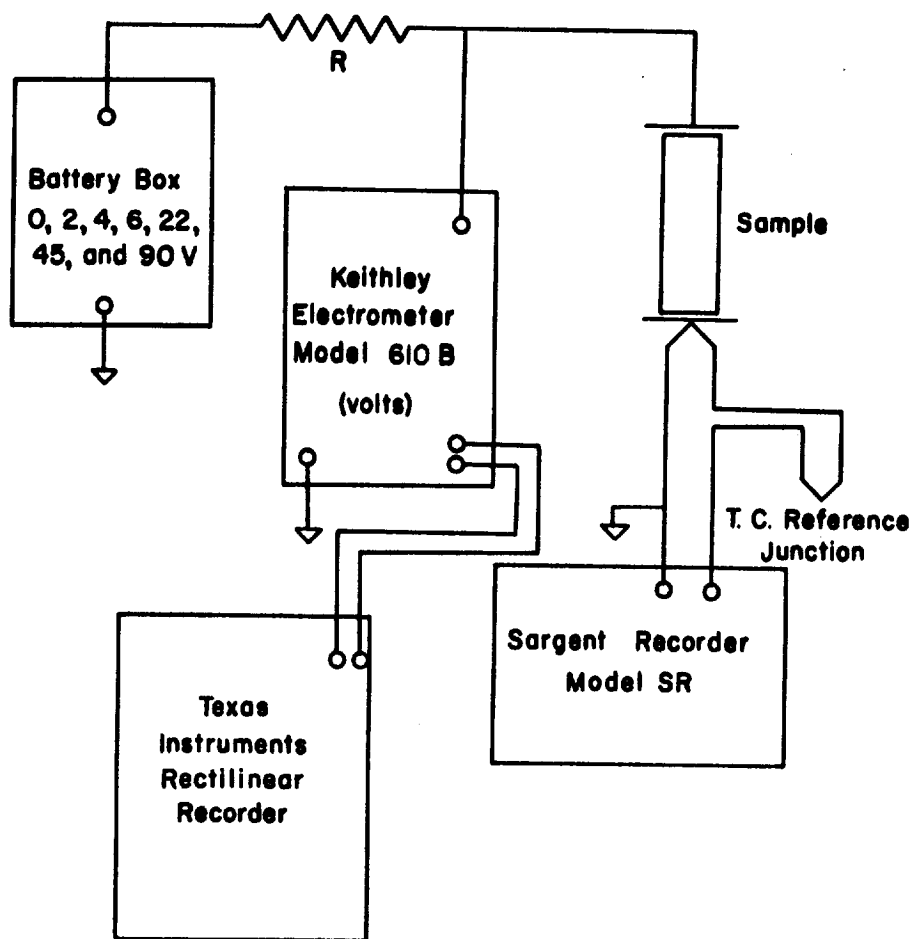 R
Battery Box
0, 2, 4, 6, 22,
45, and 90 V
Keithley
Electrometer
Model 610 B
(volts)
Sample
T. C. Reference
Junction
Sargent Recorder
Model SR
Texas
Instruments
Rectilinear
Recorder